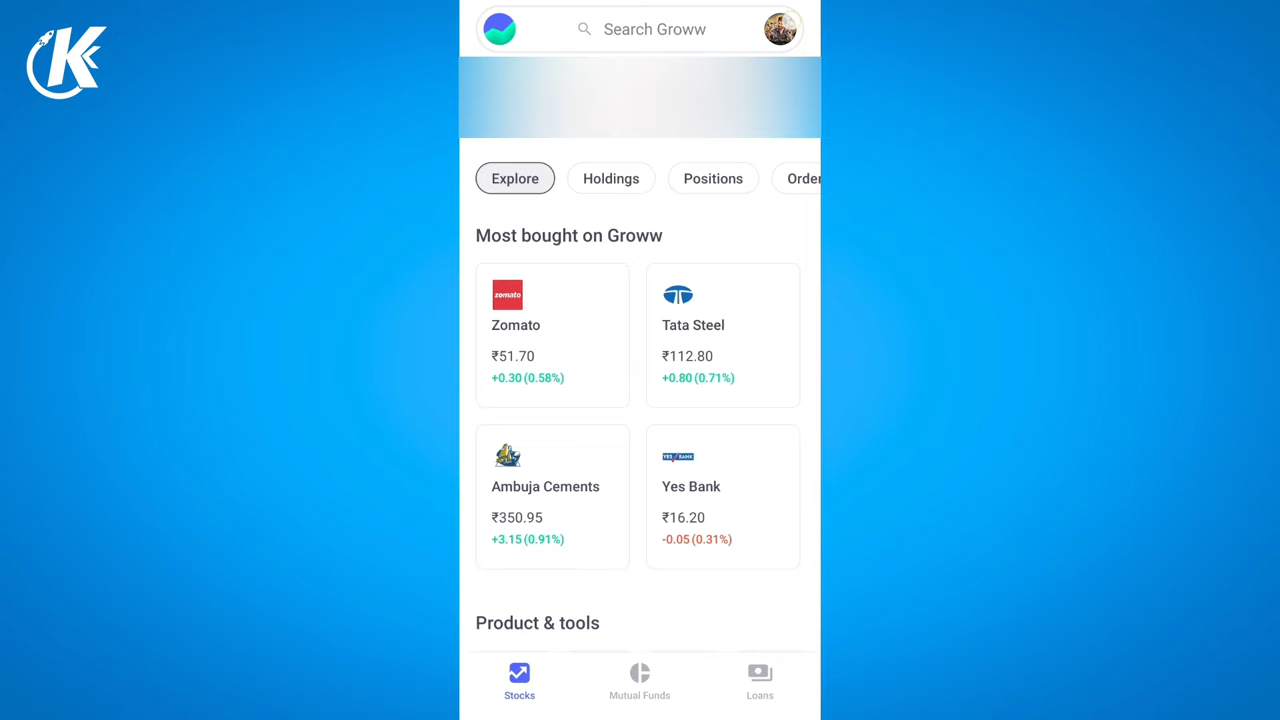 K
Search Groww
Explore
Holdings
Positions
Order
Most bought on Groww
zomato
Zomato
₹51.70
+0.30 (0.58%)
Tata Steel
₹112.80
+0.80 (0.71%)
Ambuja Cements
₹350.95
+3.15 (0.91%)
YES BANK
Yes Bank
₹16.20
-0.05 (0.31%)
Product & tools
Stocks
Mutual Funds
Loans